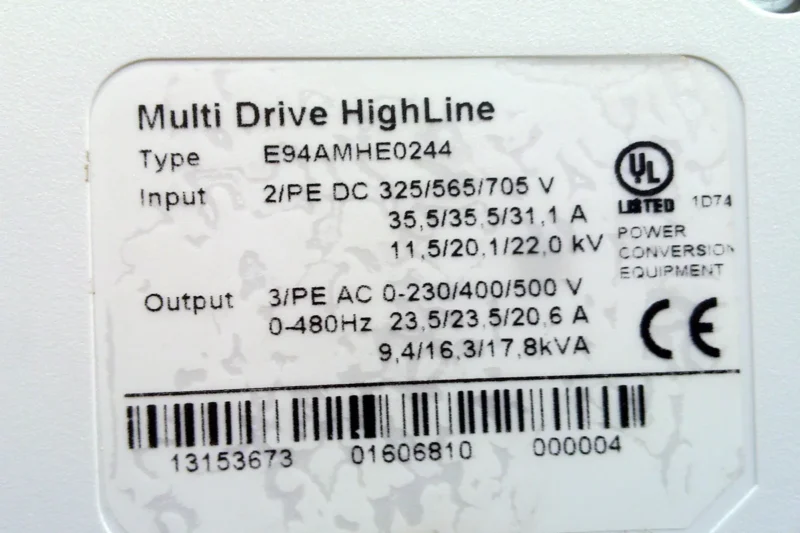 Multi Drive HighLine
Type E94AMHE0244
Input 2/PE DC 325/565/705 V
35,5/35,5/31,1 A
11,5/20,1/22,0 kV
UL
LISTED 1D74
POWER
CONVERSION
EQUIPMENT
Output 3/PE AC 0-230/400/500 V
0-480Hz 23,5/23,5/20,6 A
9,4/16,3/17,8kVA
CE
13153673 01606810 000004